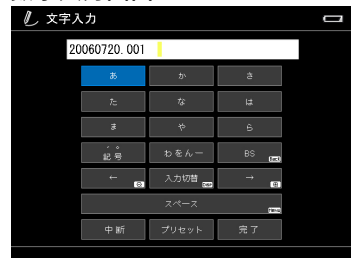 文字入力
20060720.001
あ か さ
た な は
ま や ら
記号 わをんー BS
← 入力切替 →
スペース
中断 プリセット 完了